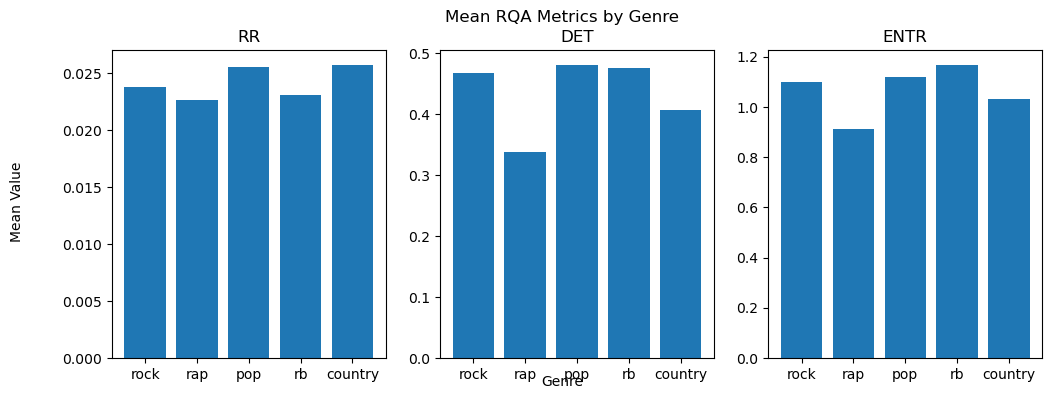 Mean RQA Metrics by Genre
RR
DET
ENTR
Mean Value
0.025
0.020
0.015
0.010
0.005
0.000
rock rap pop rb country
0.5
0.4
0.3
0.2
0.1
0.0
rock rap pop rb country
1.2
1.0
0.8
0.6
0.4
0.2
0.0
rock rap pop rb country
Genre